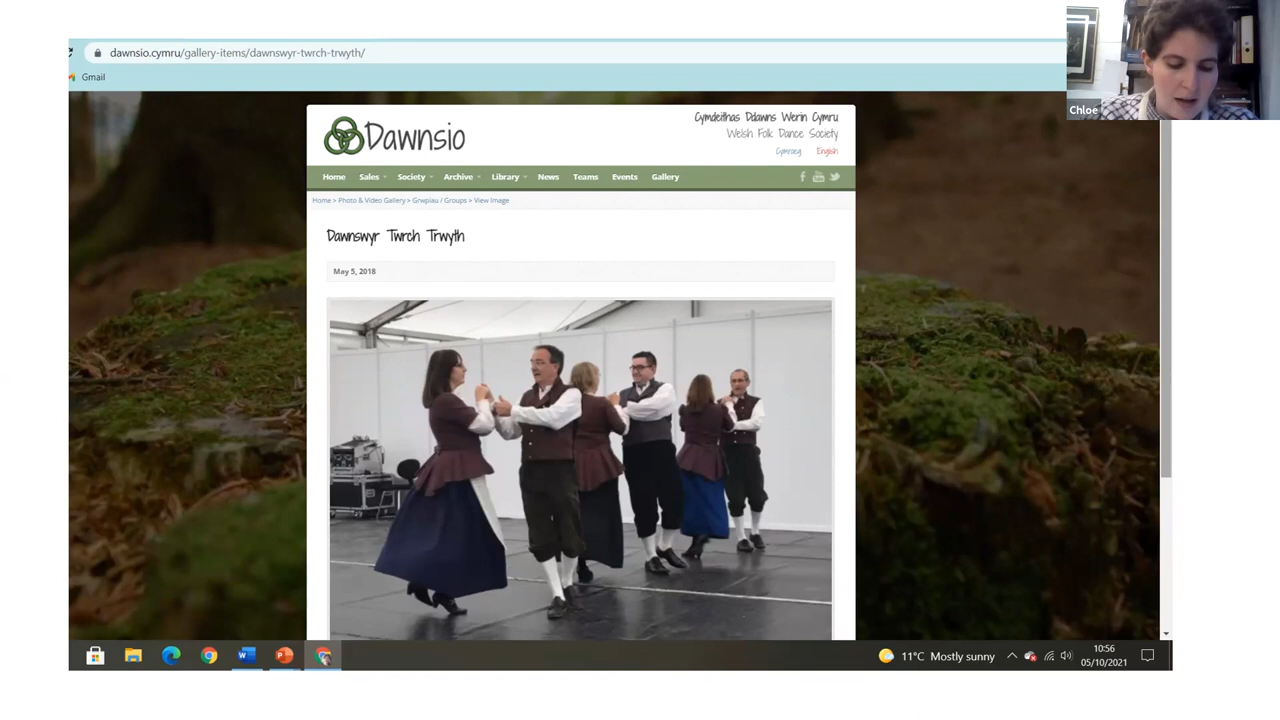 dawnsio.cymru/gallery-items/dawnswyr-twrch-trwyth/
Gmail
Chloe
Dawnsio
Cymdeithas Ddawns Werin Cymru
Welsh Folk Dance Society
Cymraeg English
Home Sales Society Archive Library News Teams Events Gallery
Home > Photo & Video Gallery > Grwpiau / Groups > View Image
Dawnswyr Twrch Trwyth
May 5, 2018
11°C Mostly sunny
10:56
05/10/2021